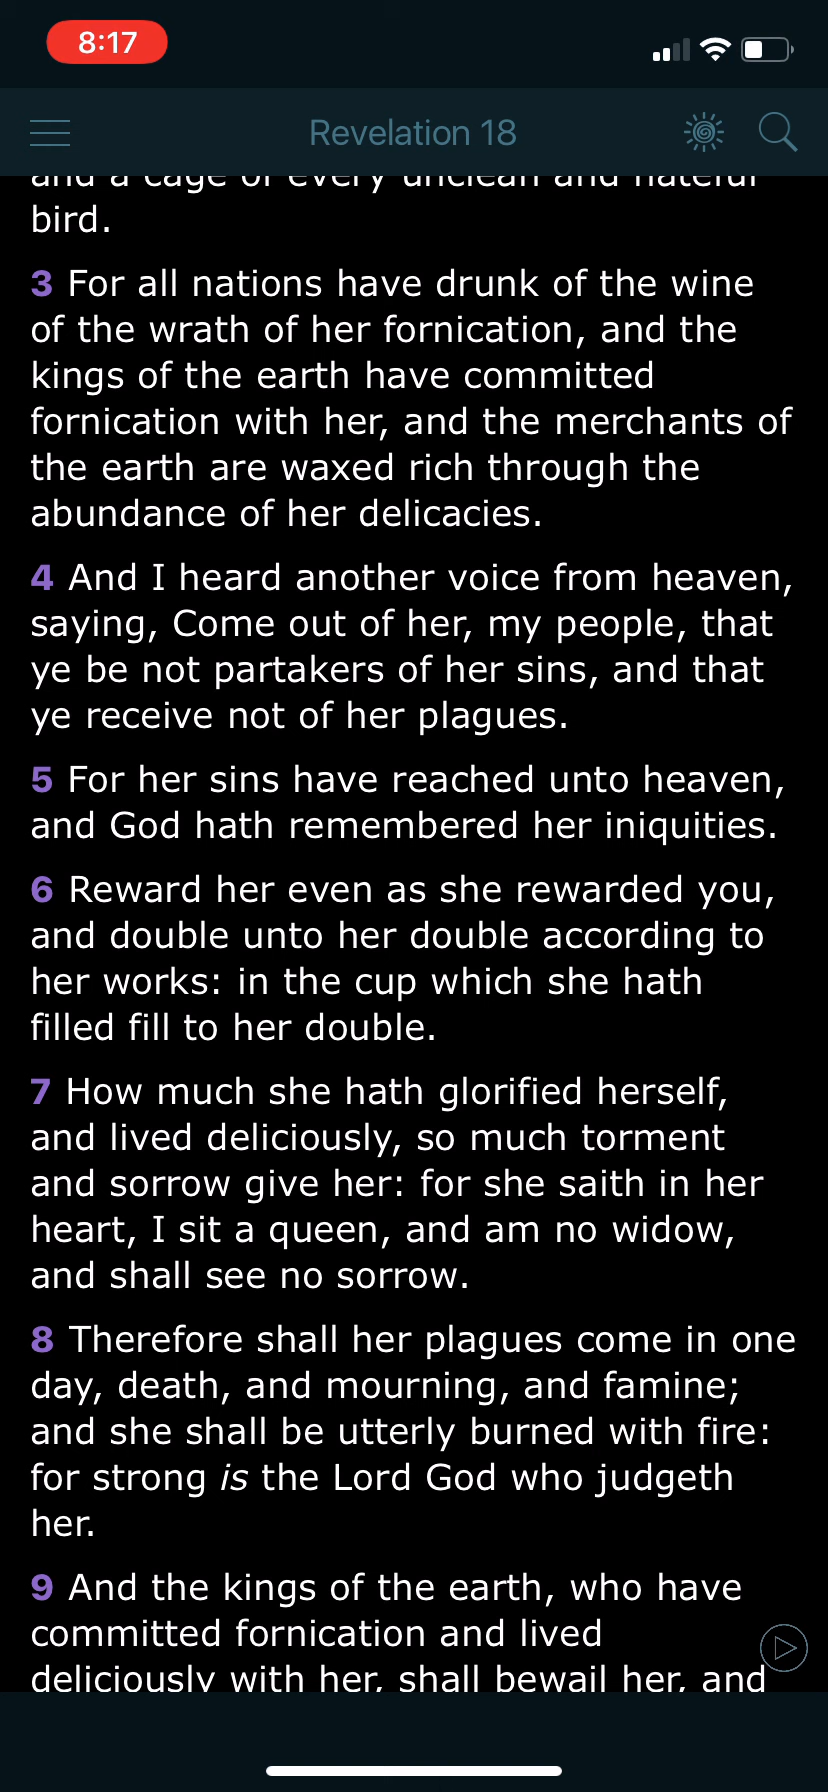 8:17
Revelation 18
and a cage of every unclean and hateful
bird.
3 For all nations have drunk of the wine
of the wrath of her fornication, and the
kings of the earth have committed
fornication with her, and the merchants of
the earth are waxed rich through the
abundance of her delicacies.
4 And I heard another voice from heaven,
saying, Come out of her, my people, that
ye be not partakers of her sins, and that
ye receive not of her plagues.
5 For her sins have reached unto heaven,
and God hath remembered her iniquities.
6 Reward her even as she rewarded you,
and double unto her double according to
her works: in the cup which she hath
filled fill to her double.
7 How much she hath glorified herself,
and lived deliciously, so much torment
and sorrow give her: for she saith in her
heart, I sit a queen, and am no widow,
and shall see no sorrow.
8 Therefore shall her plagues come in one
day, death, and mourning, and famine;
and she shall be utterly burned with fire:
for strong is the Lord God who judgeth
her.
9 And the kings of the earth, who have
committed fornication and lived
deliciously with her, shall bewail her, and